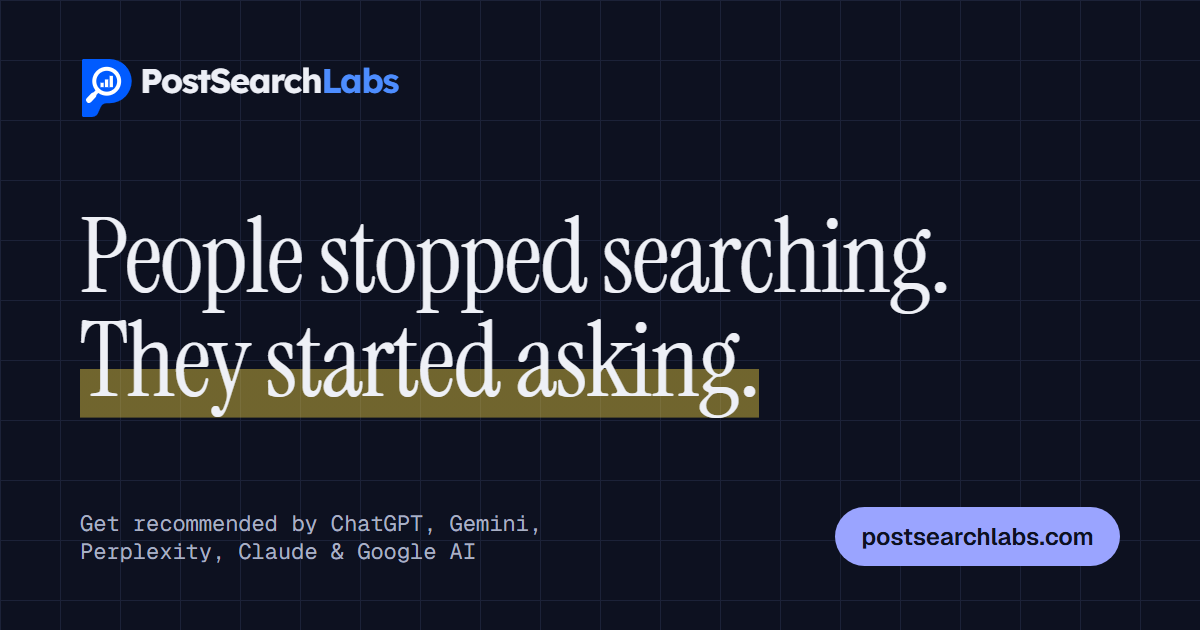 PostSearchLabs
People stopped searching.
They started asking.
Get recommended by ChatGPT, Gemini,
Perplexity, Claude & Google AI
postsearchlabs.com